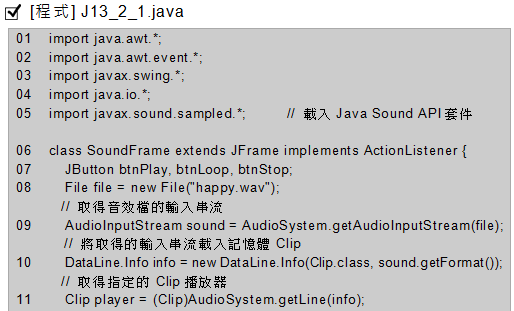 [程式] J13_2_1.java
01 import java.awt.*;
02 import java.awt.event.*;
03 import javax.swing.*;
04 import java.io.*;
05 import javax.sound.sampled.*; // 載入 Java Sound API 套件
06 class SoundFrame extends JFrame implements ActionListener {
07 JButton btnPlay, btnLoop, btnStop;
08 File file = new File("happy.wav");
// 取得音效檔的輸入串流
09 AudioInputStream sound = AudioSystem.getAudioInputStream(file);
// 將取得的輸入串流載入記憶體 Clip
10 DataLine.Info info = new DataLine.Info(Clip.class, sound.getFormat());
// 取得指定的 Clip 播放器
11 Clip player = (Clip)AudioSystem.getLine(info);